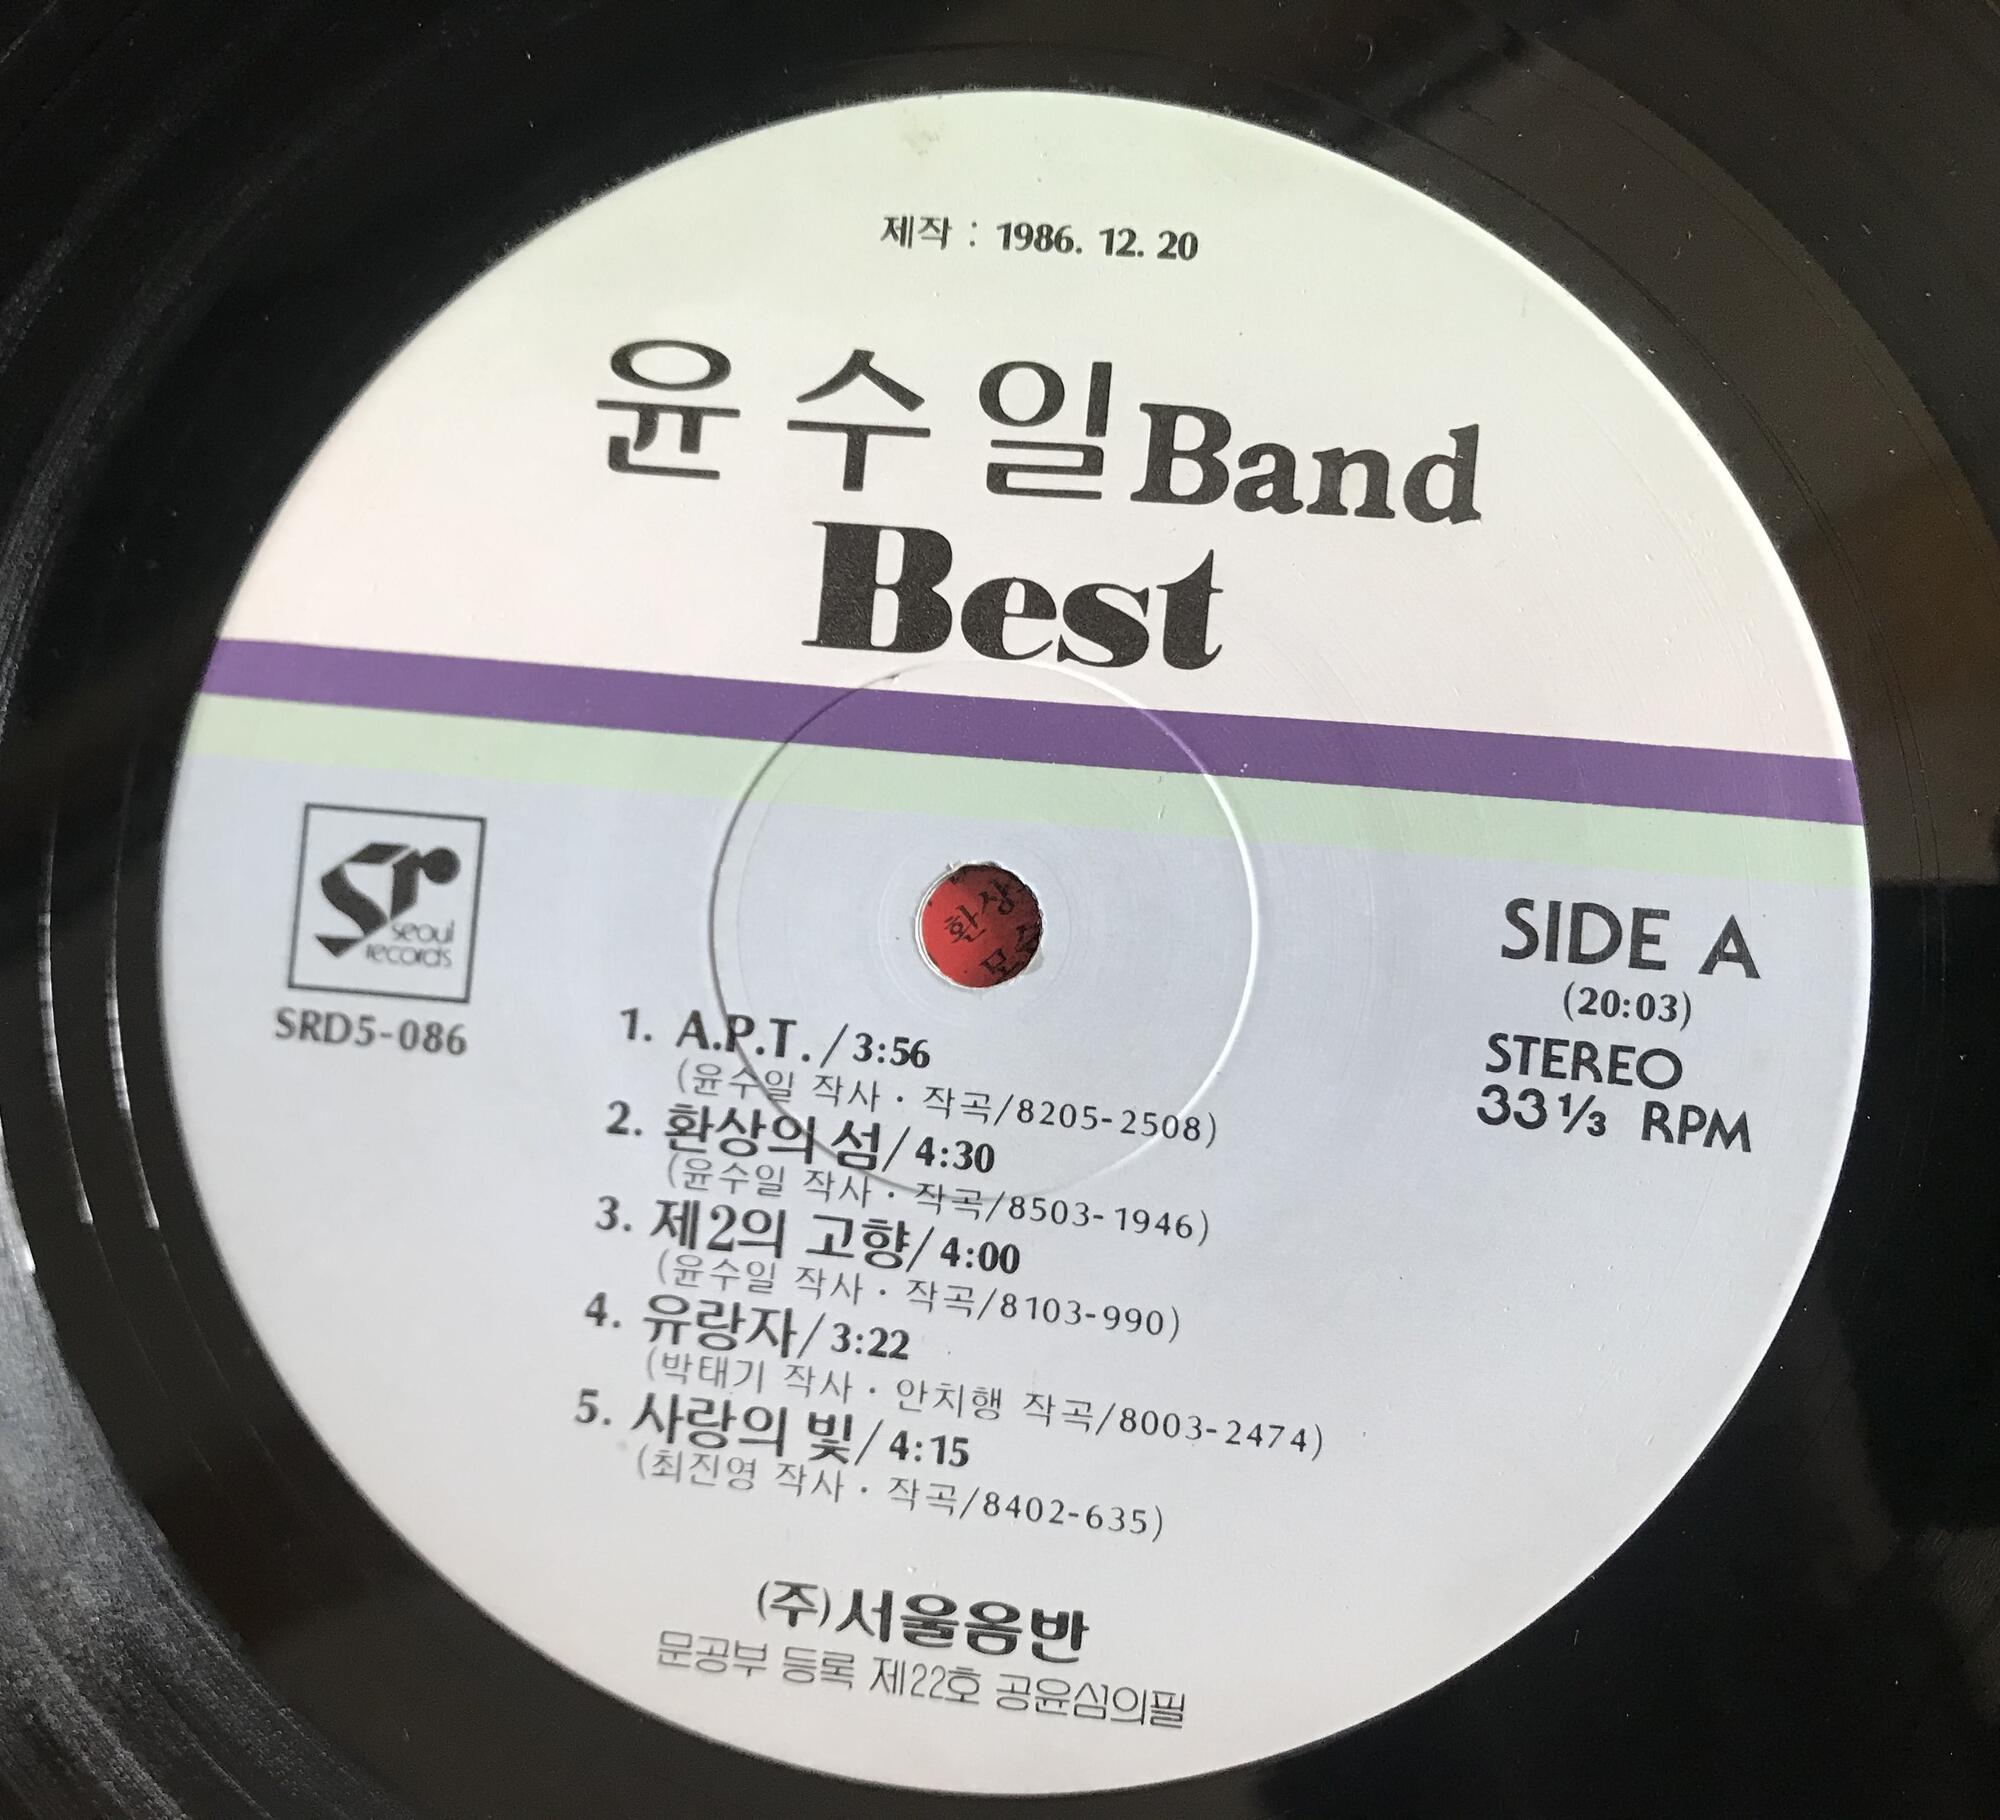 제작 : 1986. 12. 20
윤수일Band
Best
sr
seoul
records
SRD5-086
SIDE A
(20:03)
STEREO
33⅓ RPM
환상
1. A.P.T./3:56
(윤수일 작사·작곡/8205-2508)
2. 환상의 섬/4:30
(윤수일 작사·작곡/8503-1946)
3. 제2의 고향/4:00
(윤수일 작사·작곡/8103-990)
4. 유랑자/3:22
(박태기 작사·안치행 작곡/8003-2474)
5. 사랑의 빛/4:15
(최진영 작사·작곡/8402-635)
(주)서울음반
문공부 등록 제22호 공윤심의필